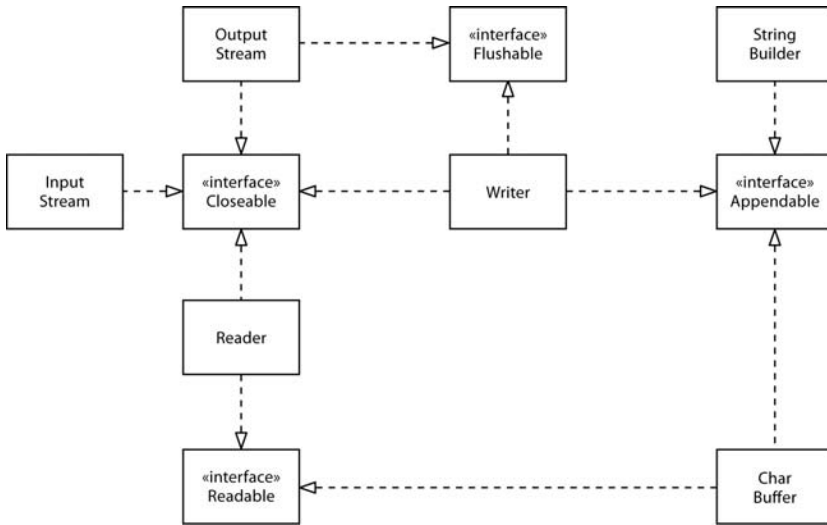 Output
Stream
«interface»
Flushable
String
Builder
Input
Stream
«interface»
Closeable
Writer
«interface»
Appendable
Reader
«interface»
Readable
Char
Buffer